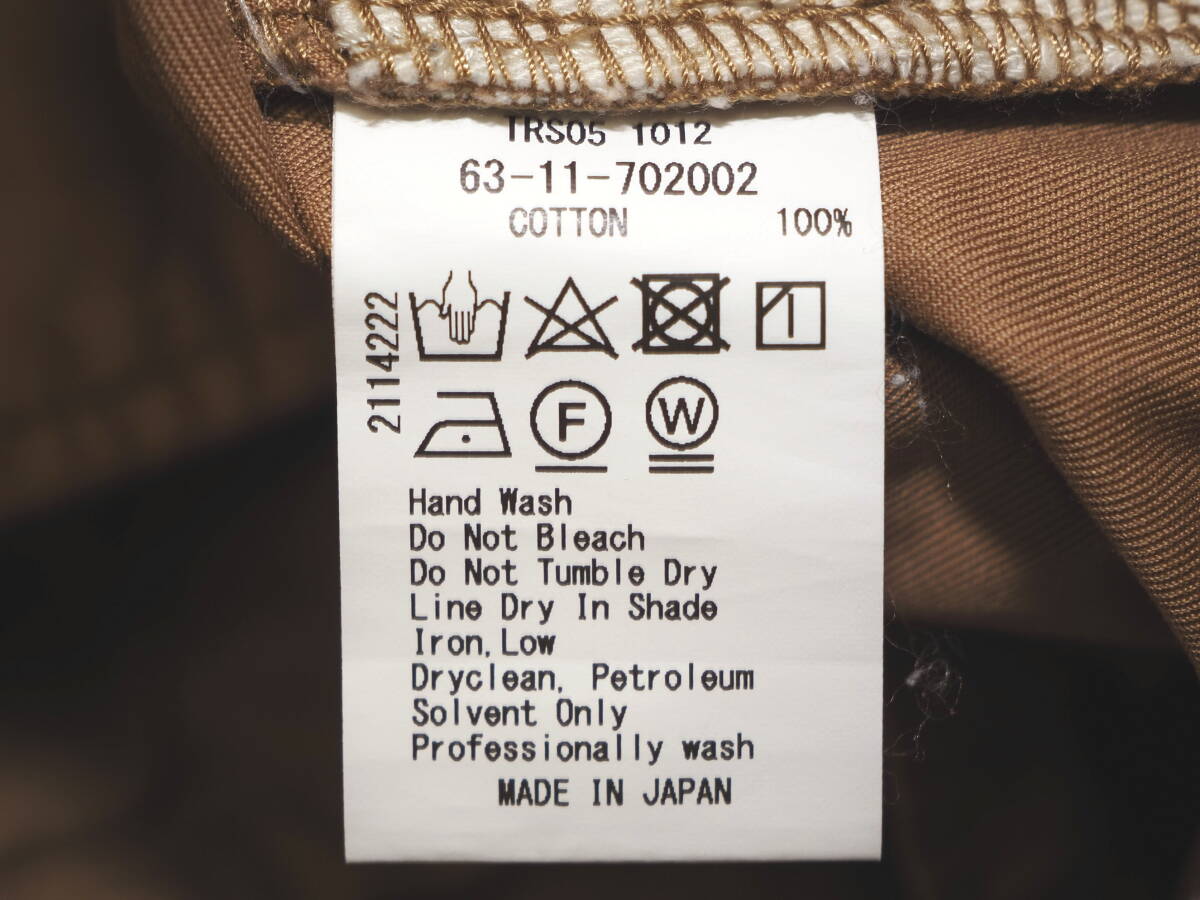 TRS05 1012
63-11-702002
COTTON 100%
2114222
F W
Hand Wash
Do Not Bleach
Do Not Tumble Dry
Line Dry In Shade
Iron,Low
Dryclean, Petroleum
Solvent Only
Professionally wash
MADE IN JAPAN